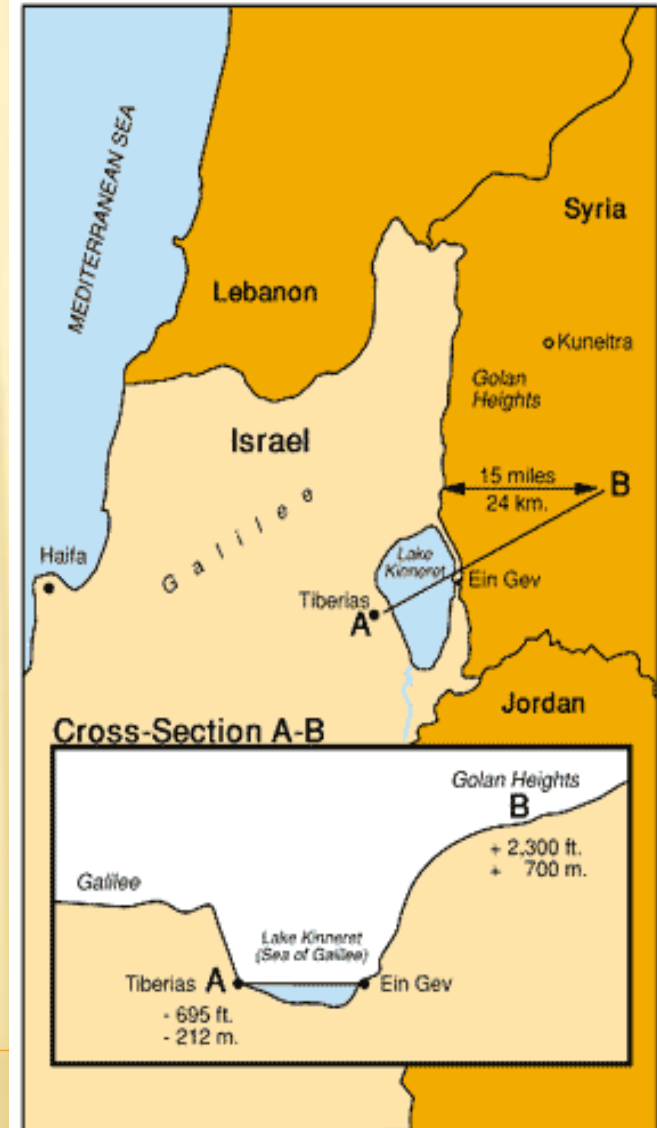 MEDITERRANEAN SEA
Syria
Lebanon
Kuneitra
Golan
Heights
Israel
15 miles
B
24 km.
Galilee
Haifa
Lake
Kinneret
Ein Gev
Tiberias
A
Jordan
Cross-Section A-B
Golan Heights
B
+ 2,300 ft.
+ 700 m.
Galilee
Lake Kinneret
(Sea of Galilee)
Tiberias A
Ein Gev
- 695 ft.
- 212 m.